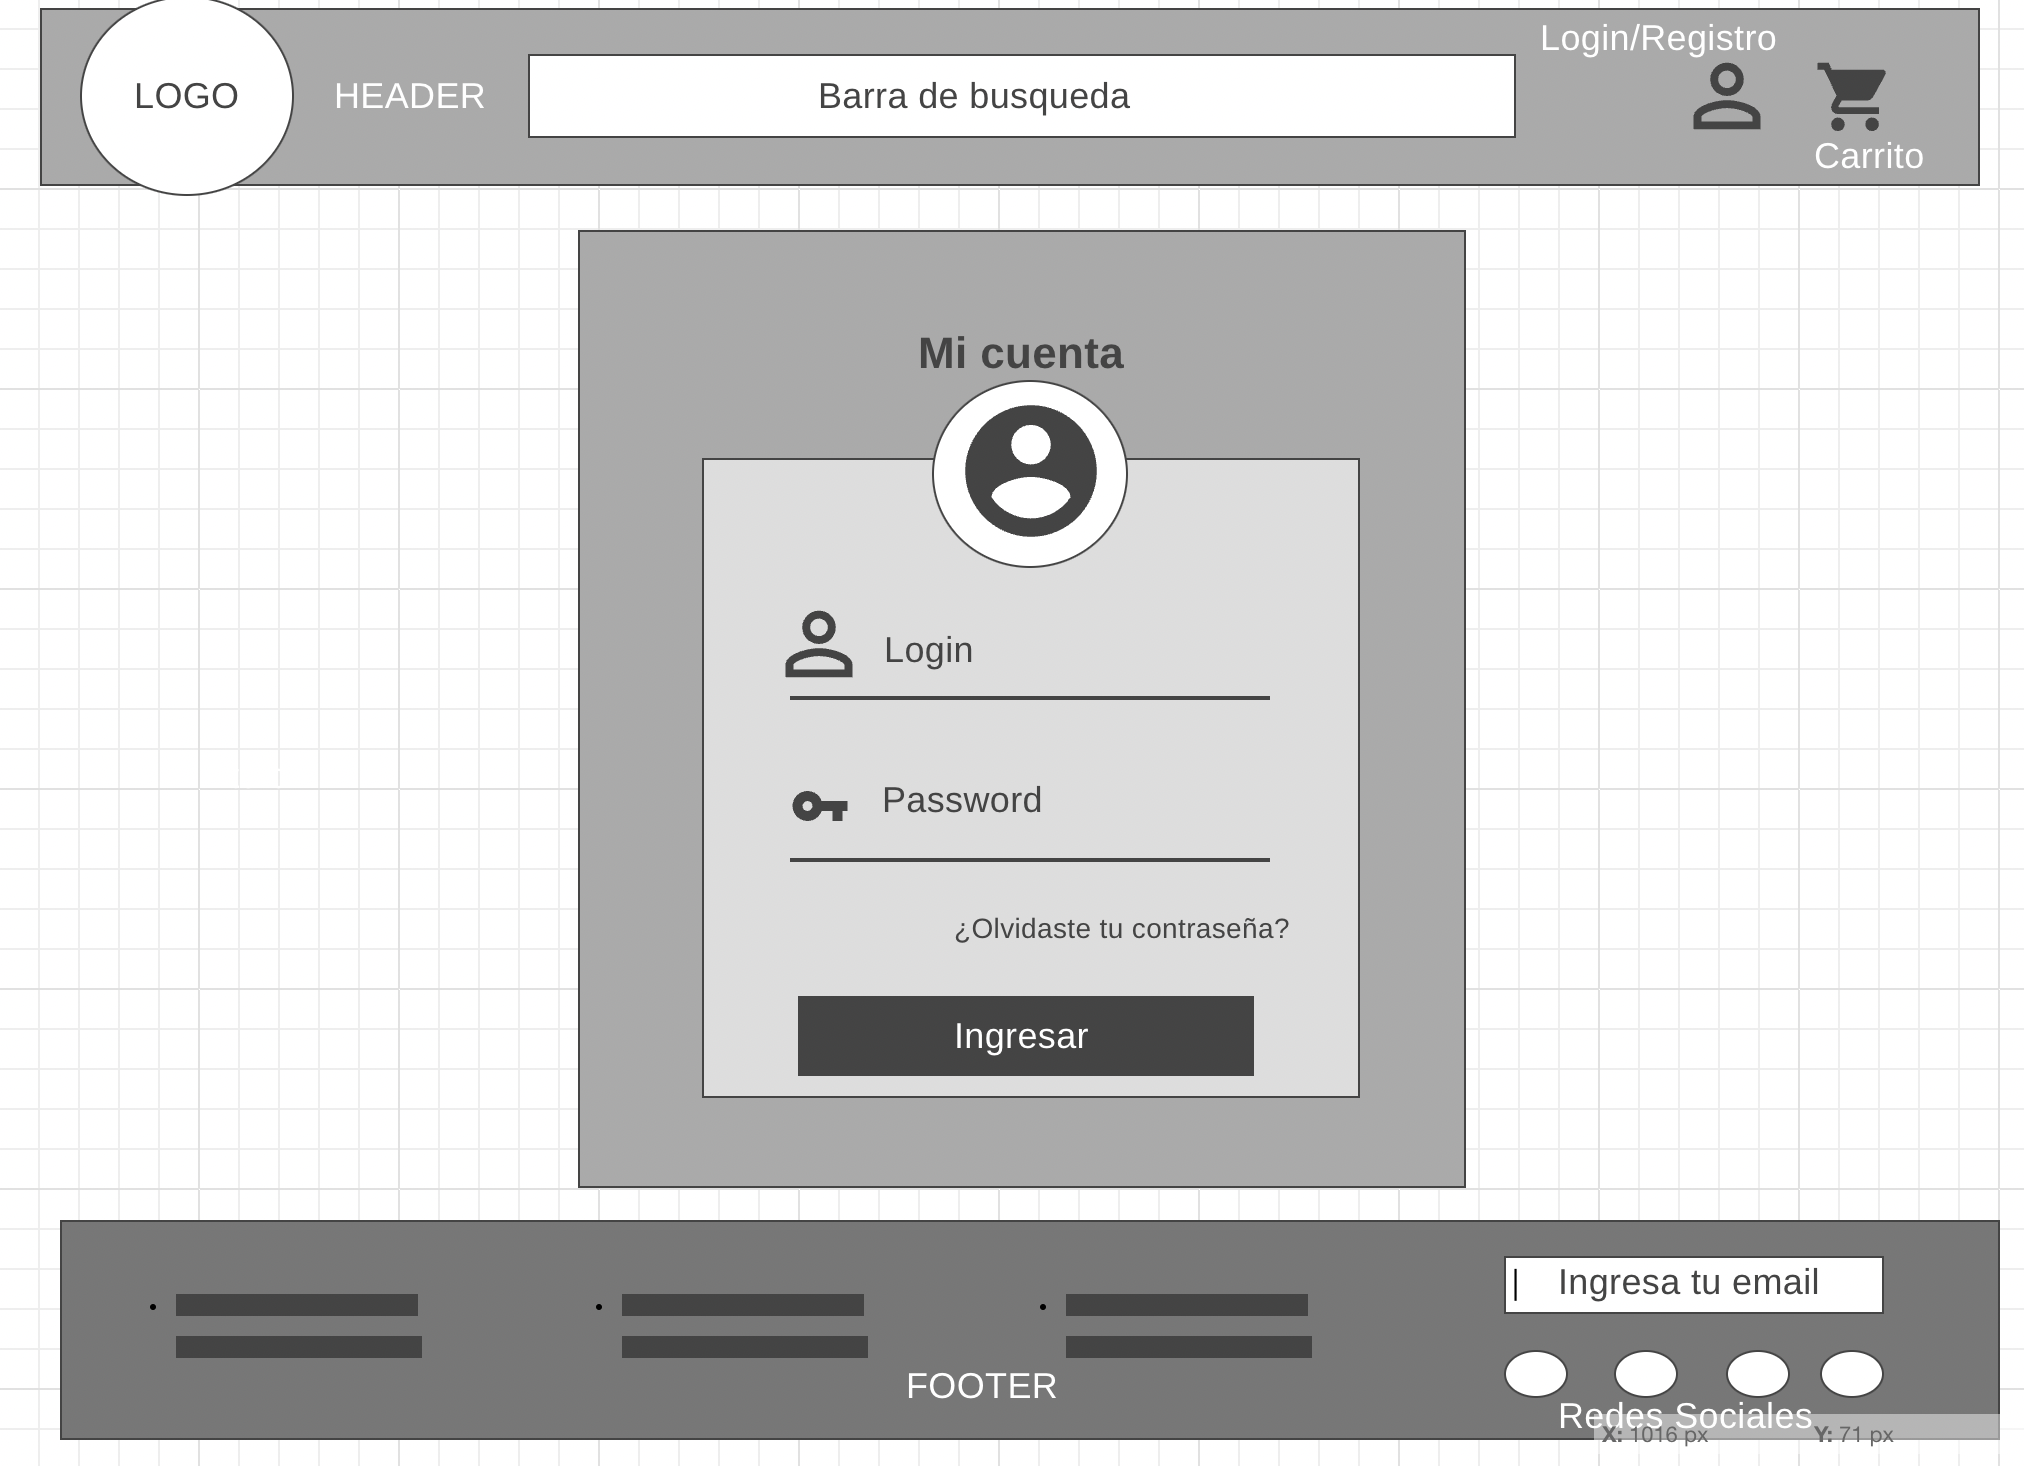 LOGO
HEADER
Barra de busqueda
Login/Registro
Carrito
Mi cuenta
Login
Password
¿Olvidaste tu contraseña?
Ingresar
Ingresa tu email
FOOTER
Redes Sociales
X: 1016 px Y: 71 px